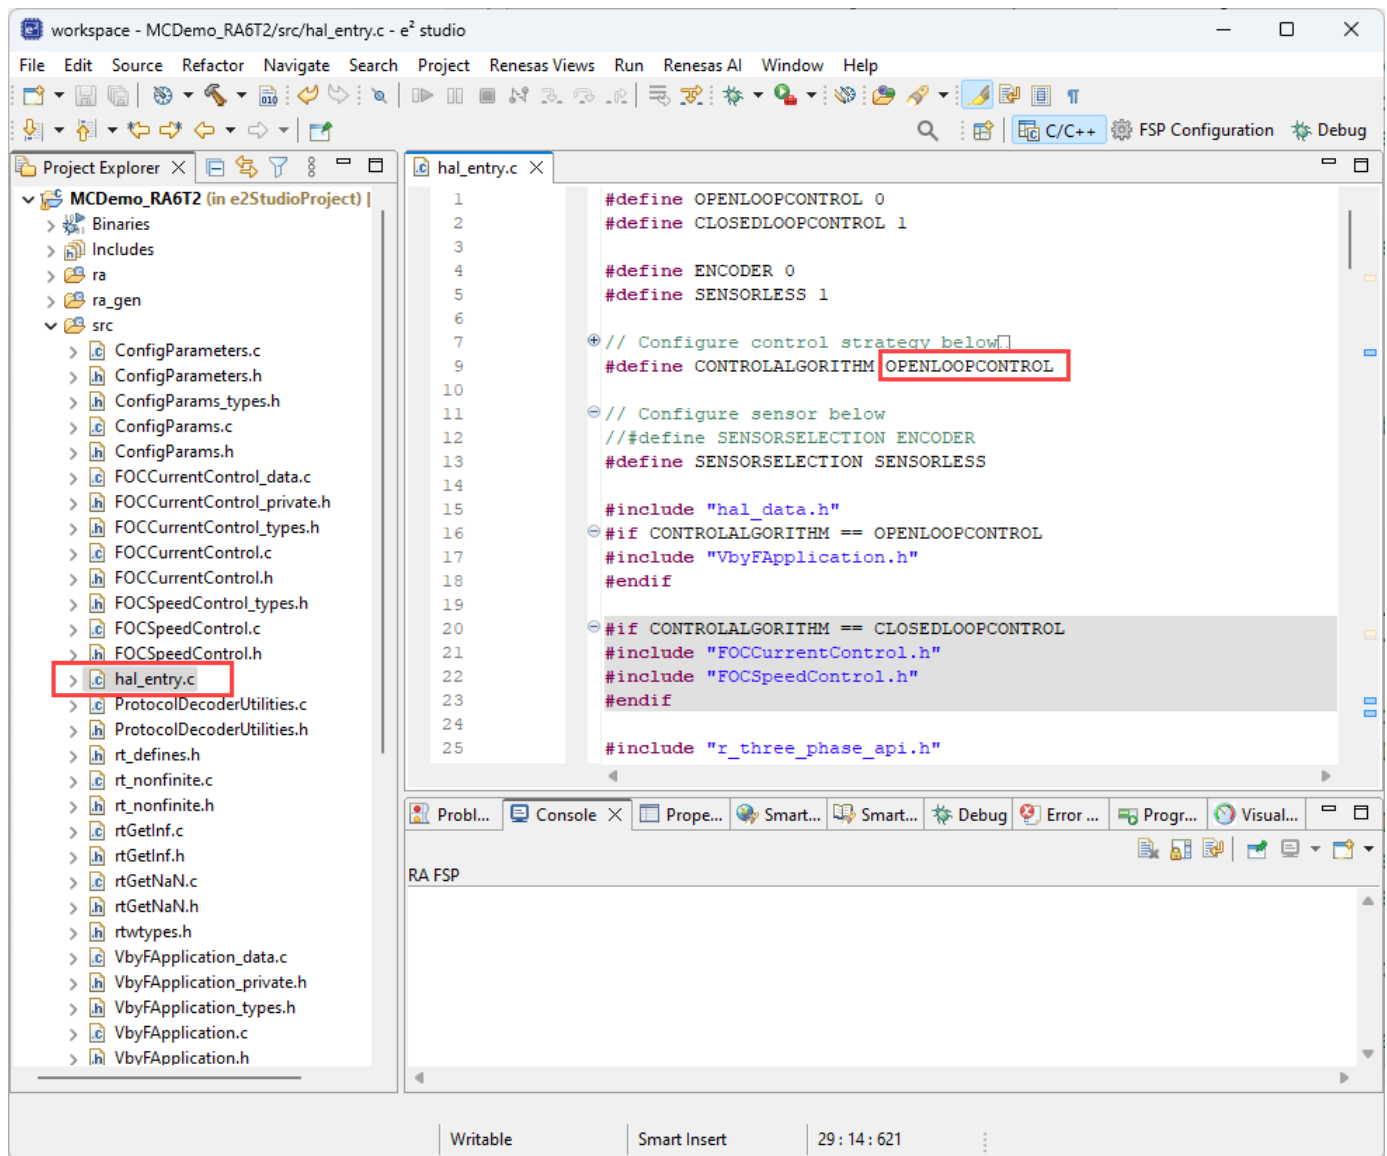 workspace - MCDemo_RA6T2/src/hal_entry.c - e² studio
File Edit Source Refactor Navigate Search Project Renesas Views Run Renesas AI Window Help
C/C++ FSP Configuration Debug
Project Explorer
MCDemo_RA6T2 (in e2StudioProject) [
Binaries
Includes
ra
ra_gen
src
ConfigParameters.c
ConfigParameters.h
ConfigParams_types.h
ConfigParams.c
ConfigParams.h
FOCCurrentControl_data.c
FOCCurrentControl_private.h
FOCCurrentControl_types.h
FOCCurrentControl.c
FOCCurrentControl.h
FOCSpeedControl_types.h
FOCSpeedControl.c
FOCSpeedControl.h
hal_entry.c
ProtocolDecoderUtilities.c
ProtocolDecoderUtilities.h
rt_defines.h
rt_nonfinite.c
rt_nonfinite.h
rtGetInf.c
rtGetInf.h
rtGetNaN.c
rtGetNaN.h
rtwtypes.h
VbyFApplication_data.c
VbyFApplication_private.h
VbyFApplication_types.h
VbyFApplication.c
VbyFApplication.h
hal_entry.c
1 #define OPENLOOPCONTROL 0
2 #define CLOSEDLOOPCONTROL 1
3
4 #define ENCODER 0
5 #define SENSORLESS 1
6
7 // Configure control strategy below
9 #define CONTROLALGORITHM OPENLOOPCONTROL
10
11 // Configure sensor below
12 //#define SENSORSELECTION ENCODER
13 #define SENSORSELECTION SENSORLESS
14
15 #include "hal_data.h"
16 #if CONTROLALGORITHM == OPENLOOPCONTROL
17 #include "VbyFApplication.h"
18 #endif
19
20 #if CONTROLALGORITHM == CLOSEDLOOPCONTROL
21 #include "FOCCurrentControl.h"
22 #include "FOCSpeedControl.h"
23 #endif
24
25 #include "r_three_phase_api.h"
Probl... Console Prope... Smart... Smart... Debug Error ... Progr... Visual...
RA FSP
Writable Smart Insert 29 : 14 : 621